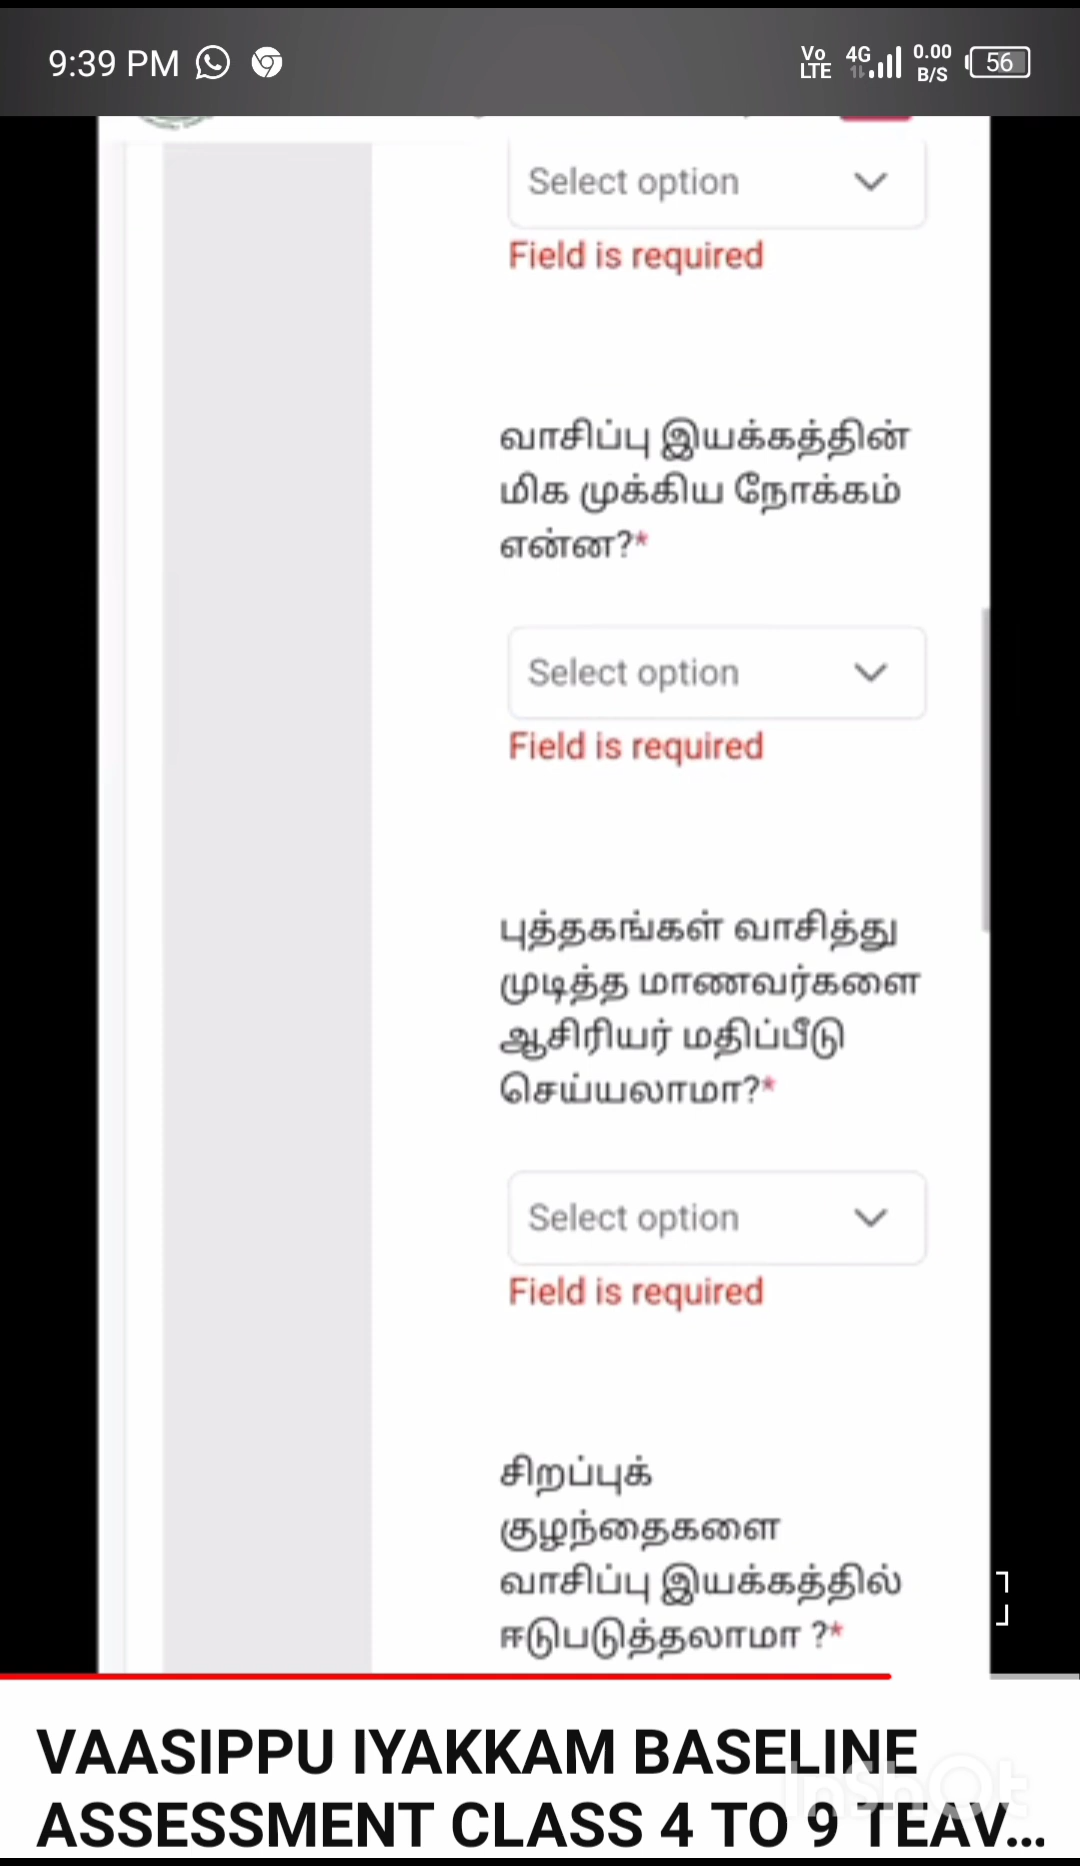 9:39 PM
Vo LTE 4G 0.00 B/S 56
Select option
Field is required
வாசிப்பு இயக்கத்தின்
மிக முக்கிய நோக்கம்
என்ன?*
Select option
Field is required
புத்தகங்கள் வாசித்து
முடித்த மாணவர்களை
ஆசிரியர் மதிப்பீடு
செய்யலாமா?*
Select option
Field is required
சிறப்புக்
குழந்தைகளை
வாசிப்பு இயக்கத்தில்
ஈடுபடுத்தலாமா ?*
VAASIPPU IYAKKAM BASELINE
ASSESSMENT CLASS 4 TO 9 TEAV...
InShOt